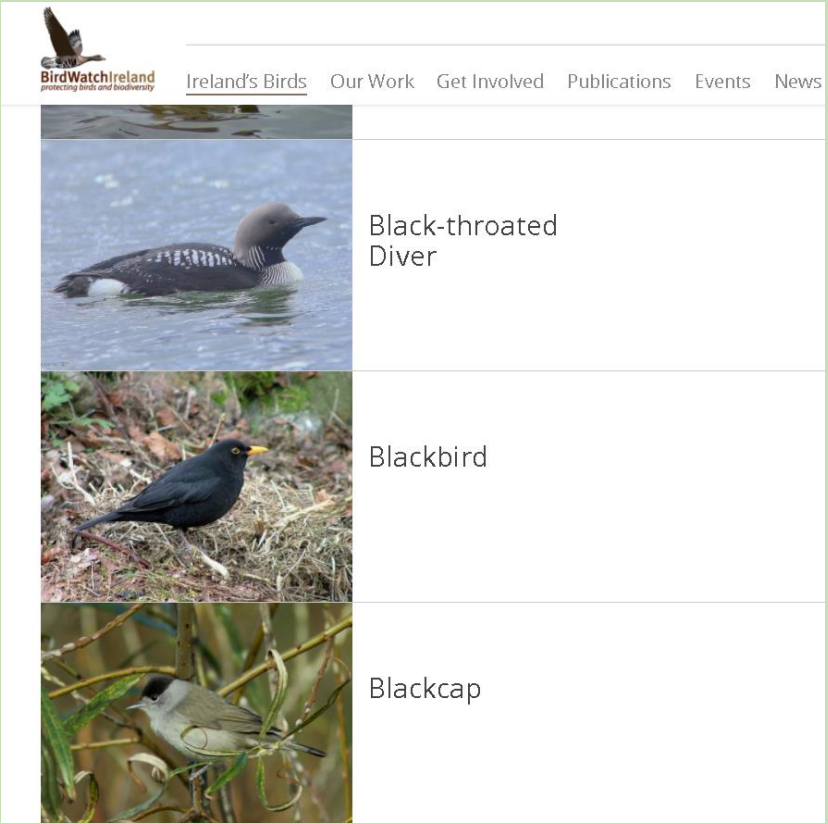 BirdWatchIreland
protecting birds and biodiversity
Ireland's Birds Our Work Get Involved Publications Events News
Black-throated
Diver
Blackbird
Blackcap